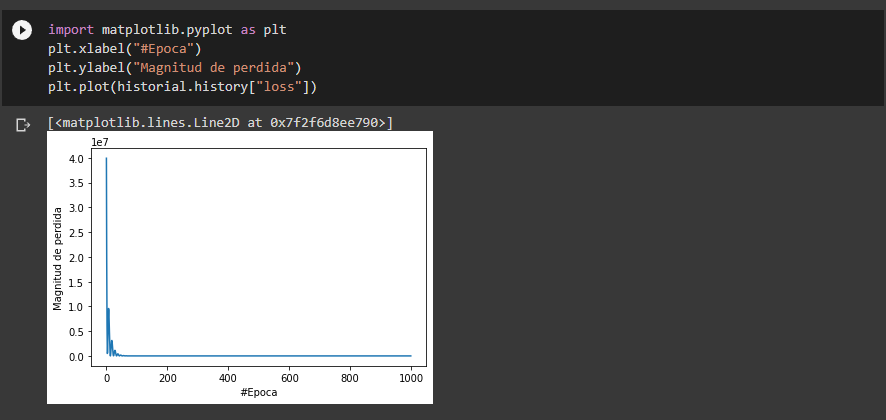 import matplotlib.pyplot as plt
plt.xlabel("#Epoca")
plt.ylabel("Magnitud de perdida")
plt.plot(historial.history["loss"])
[<matplotlib.lines.Line2D at 0x7f2f6d8ee790>]
1e7
4.0
3.5
3.0
2.5
2.0
1.5
1.0
0.5
0.0
Magnitud de perdida
0 200 400 600 800 1000
#Epoca